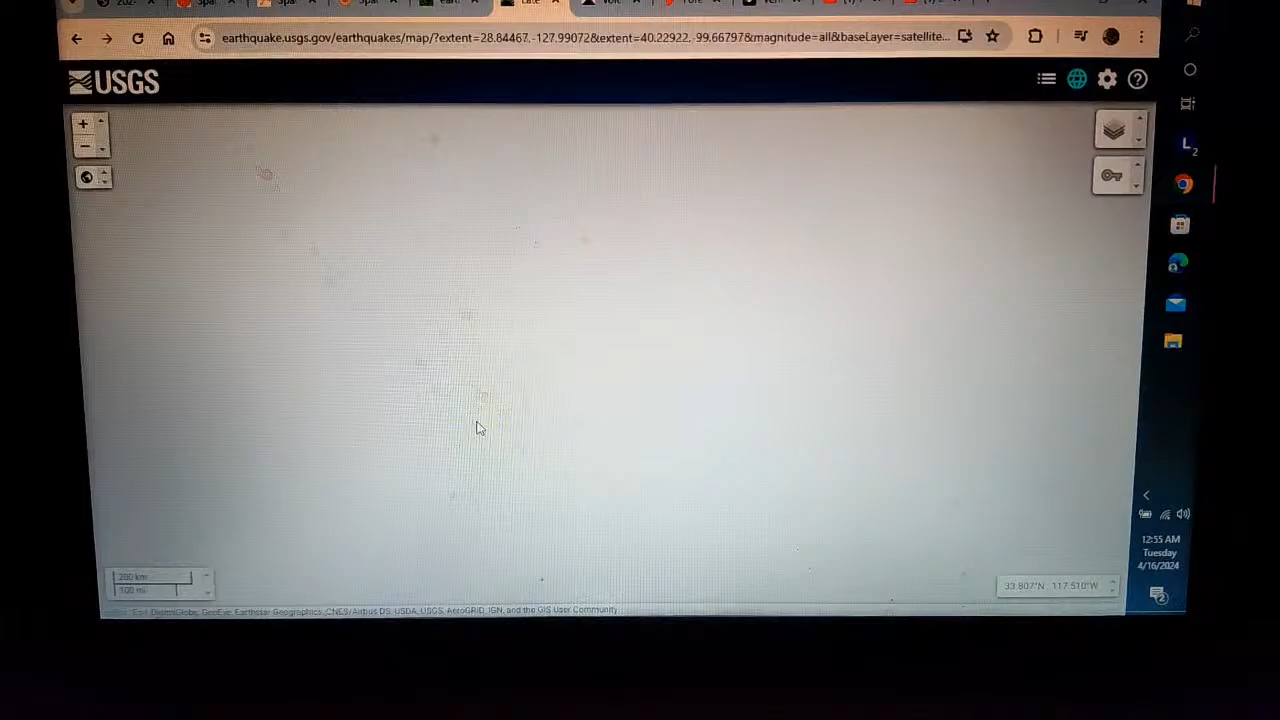 earthquake.usgs.gov/earthquakes/map/?extent=28.84467,-127.99072&extent=40.22922,-99.66797&magnitude=all&baseLayer=satellite...
USGS
+
−
L
2
200 km
100 mi
33.807°N 117.510°W
Esri, DigitalGlobe, GeoEye, Earthstar Geographics, CNES/Airbus DS, USDA, USGS, AeroGRID, IGN, and the GIS User Community
12:55 AM
Tuesday
4/16/2024
2